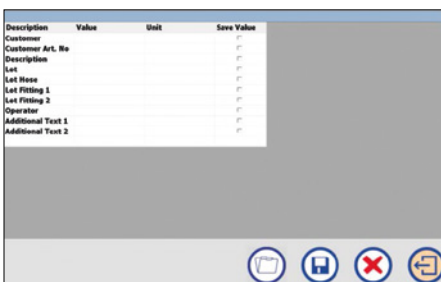 Description Value Unit Save Value
Customer
Customer Art. No
Description
Lot
Lot Hose
Lot Fitting 1
Lot Fitting 2
Operator
Additional Text 1
Additional Text 2